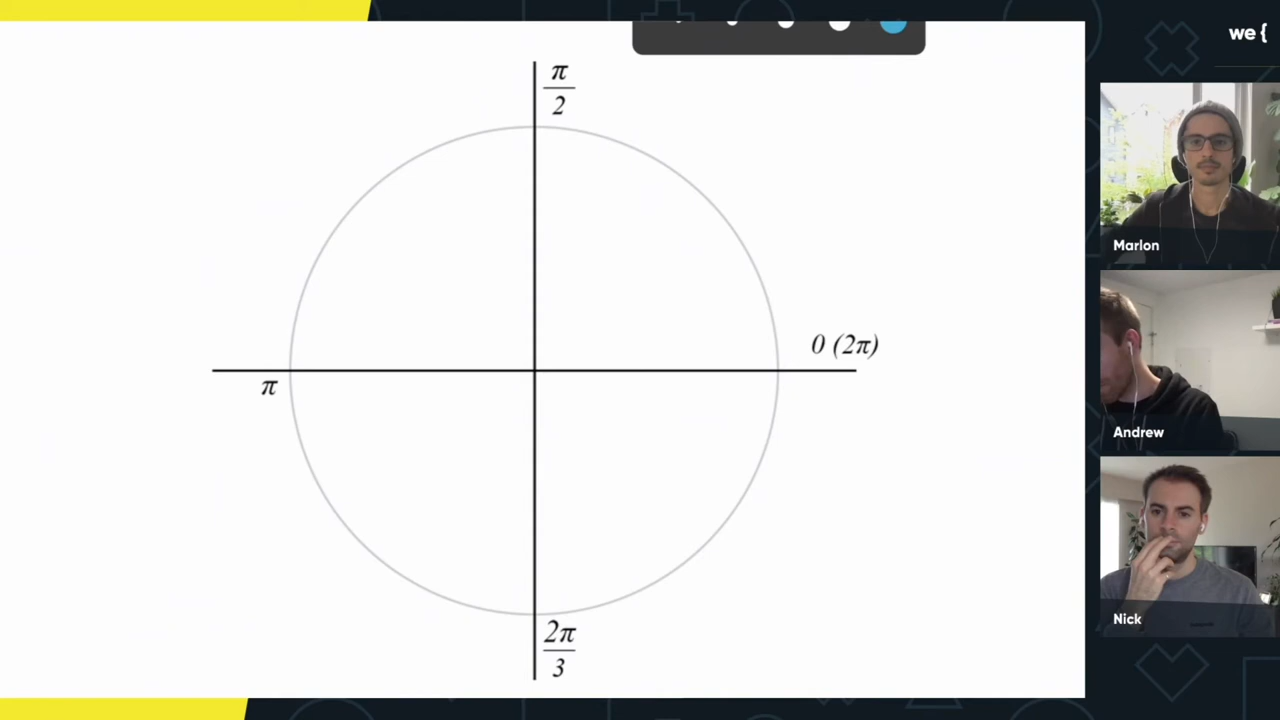 we {
π
2
0 (2π)
π
2π
3
Marlon
Andrew
Nick